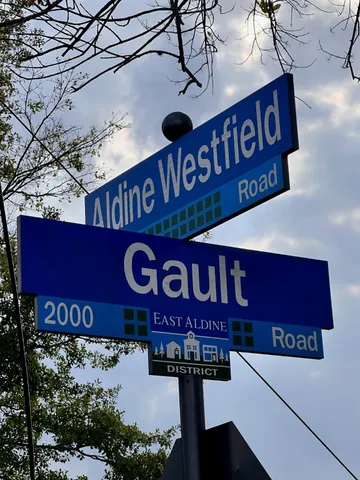 Aldine Westfield
Road
Gault
2000
EAST ALDINE
Road
DISTRICT